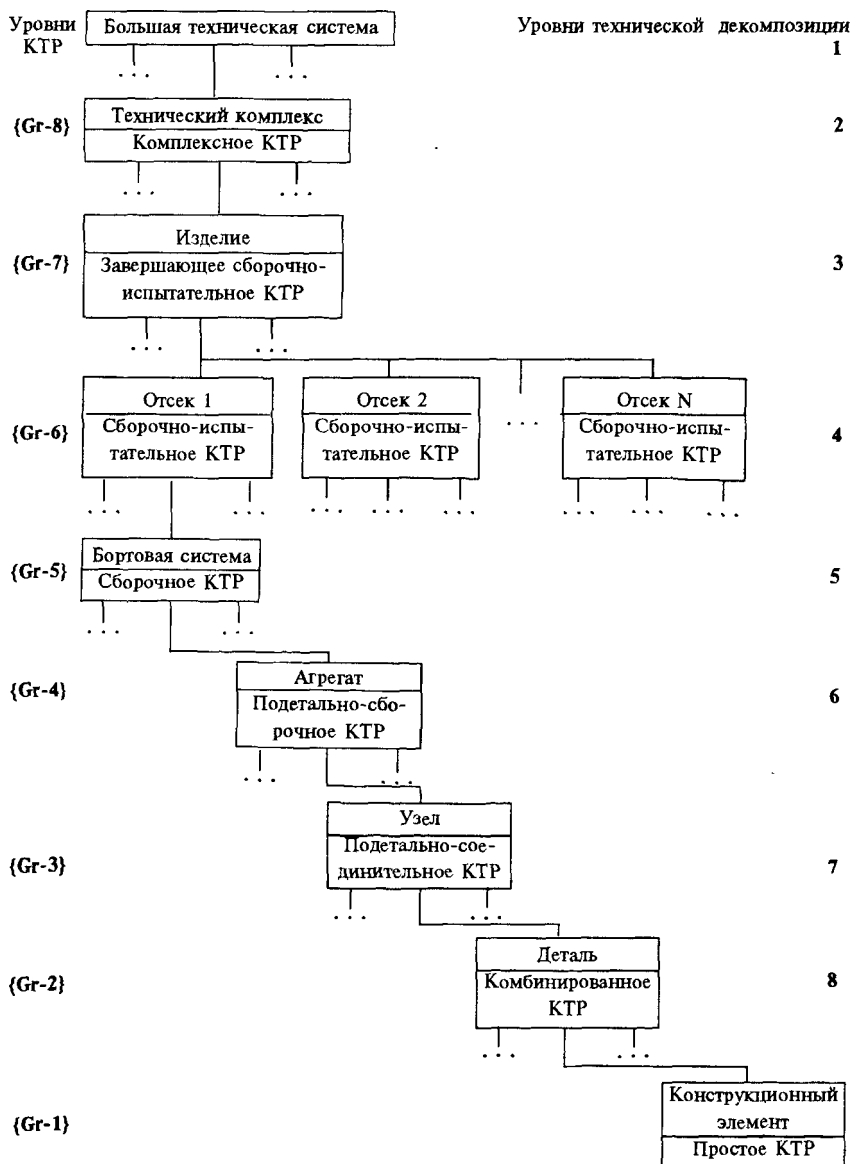 Уровни КТР
Большая техническая система
Уровни технической декомпозиции
1
... ...
{Gr-8}
Технический комплекс
Комплексное КТР
2
... ...
{Gr-7}
Изделие
Завершающее сборочно-
испытательное КТР
3
... ...
{Gr-6}
Отсек 1
Сборочно-испы-
тательное КТР
Отсек 2
Сборочно-испы-
тательное КТР
...
Отсек N
Сборочно-испы-
тательное КТР
4
... ... ... ... ... ... ... ...
{Gr-5}
Бортовая система
Сборочное КТР
5
... ...
{Gr-4}
Агрегат
Подетально-сбо-
рочное КТР
6
... ...
{Gr-3}
Узел
Подетально-сое-
динительное КТР
7
... ...
{Gr-2}
Деталь
Комбинированное
КТР
8
... ...
{Gr-1}
Конструкционный
элемент
Простое КТР